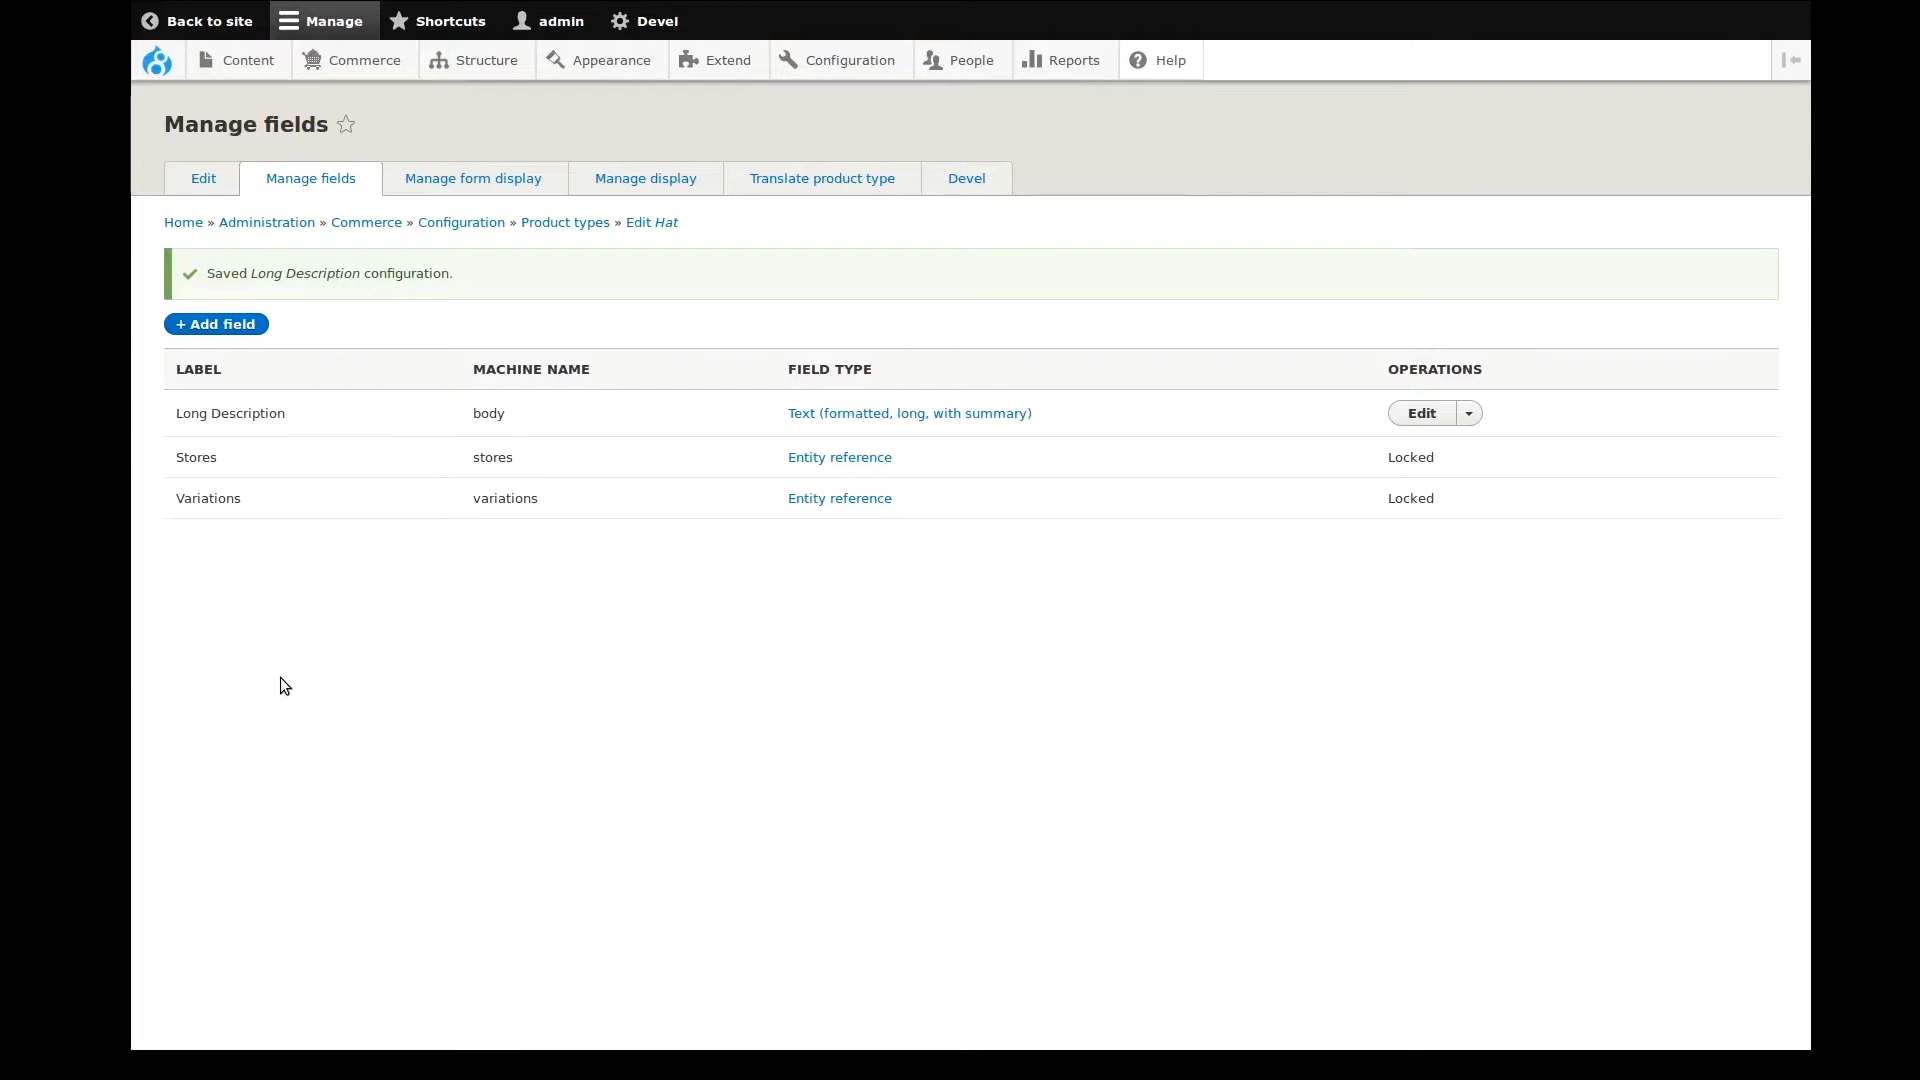 Back to site Manage Shortcuts admin Devel
Content Commerce Structure Appearance Extend Configuration People Reports Help
Manage fields
Edit Manage fields Manage form display Manage display Translate product type Devel
Home » Administration » Commerce » Configuration » Product types » Edit Hat
Saved Long Description configuration.
+ Add field
LABEL MACHINE NAME FIELD TYPE OPERATIONS
Long Description body Text (formatted, long, with summary) Edit
Stores stores Entity reference Locked
Variations variations Entity reference Locked